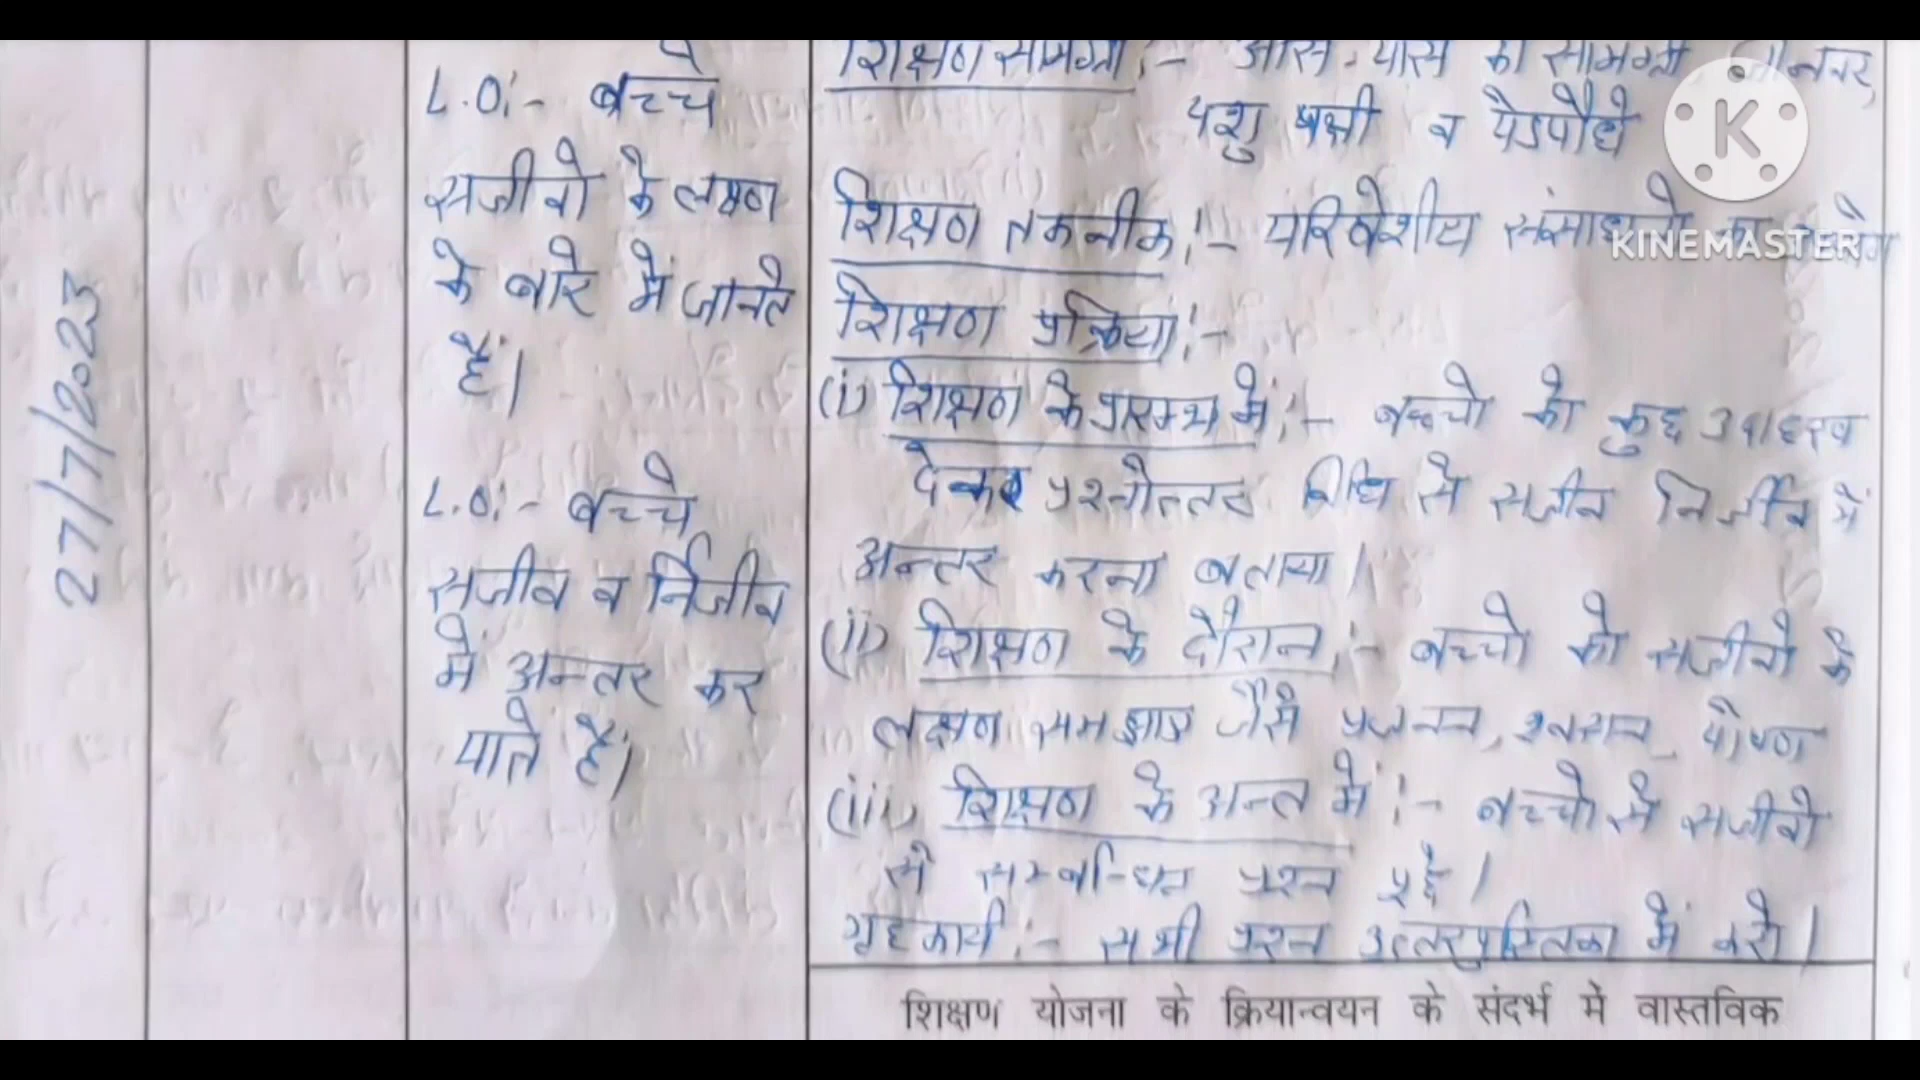 27/7/2023
L.O:- बच्चे
सजीवो के लक्षण
के बारे में जानते
हैं।
L.O:- बच्चे
सजीव व निर्जीव
मे अन्तर कर
पाते हैं।
शिक्षण सामग्री:- आस-पास की सामग्री
पशु पक्षी व पेडपौधे
शिक्षण तकनीक:- परिवेशीय संसाधनो का
शिक्षण प्रक्रिया:-
(i) शिक्षण के प्रारम्भ में:- बच्चो को कुछ उदाहरण
देकर प्रश्नोत्तर विधि से सजीव निर्जीव में
अन्तर करना बताया।
(ii) शिक्षण के दौरान:- बच्चो को सजीवो के
लक्षण समझाए जैसे प्रजनन, श्वसन, पोषण
(iii) शिक्षण के अन्त में:- बच्चो से सजीवो
से सम्बन्धित प्रश्न पूछे।
गृहकार्य:- सभी प्रश्न उत्तरपुस्तिका में करो।
शिक्षण योजना के क्रियान्वयन के संदर्भ में वास्तविक
K
KINEMASTER